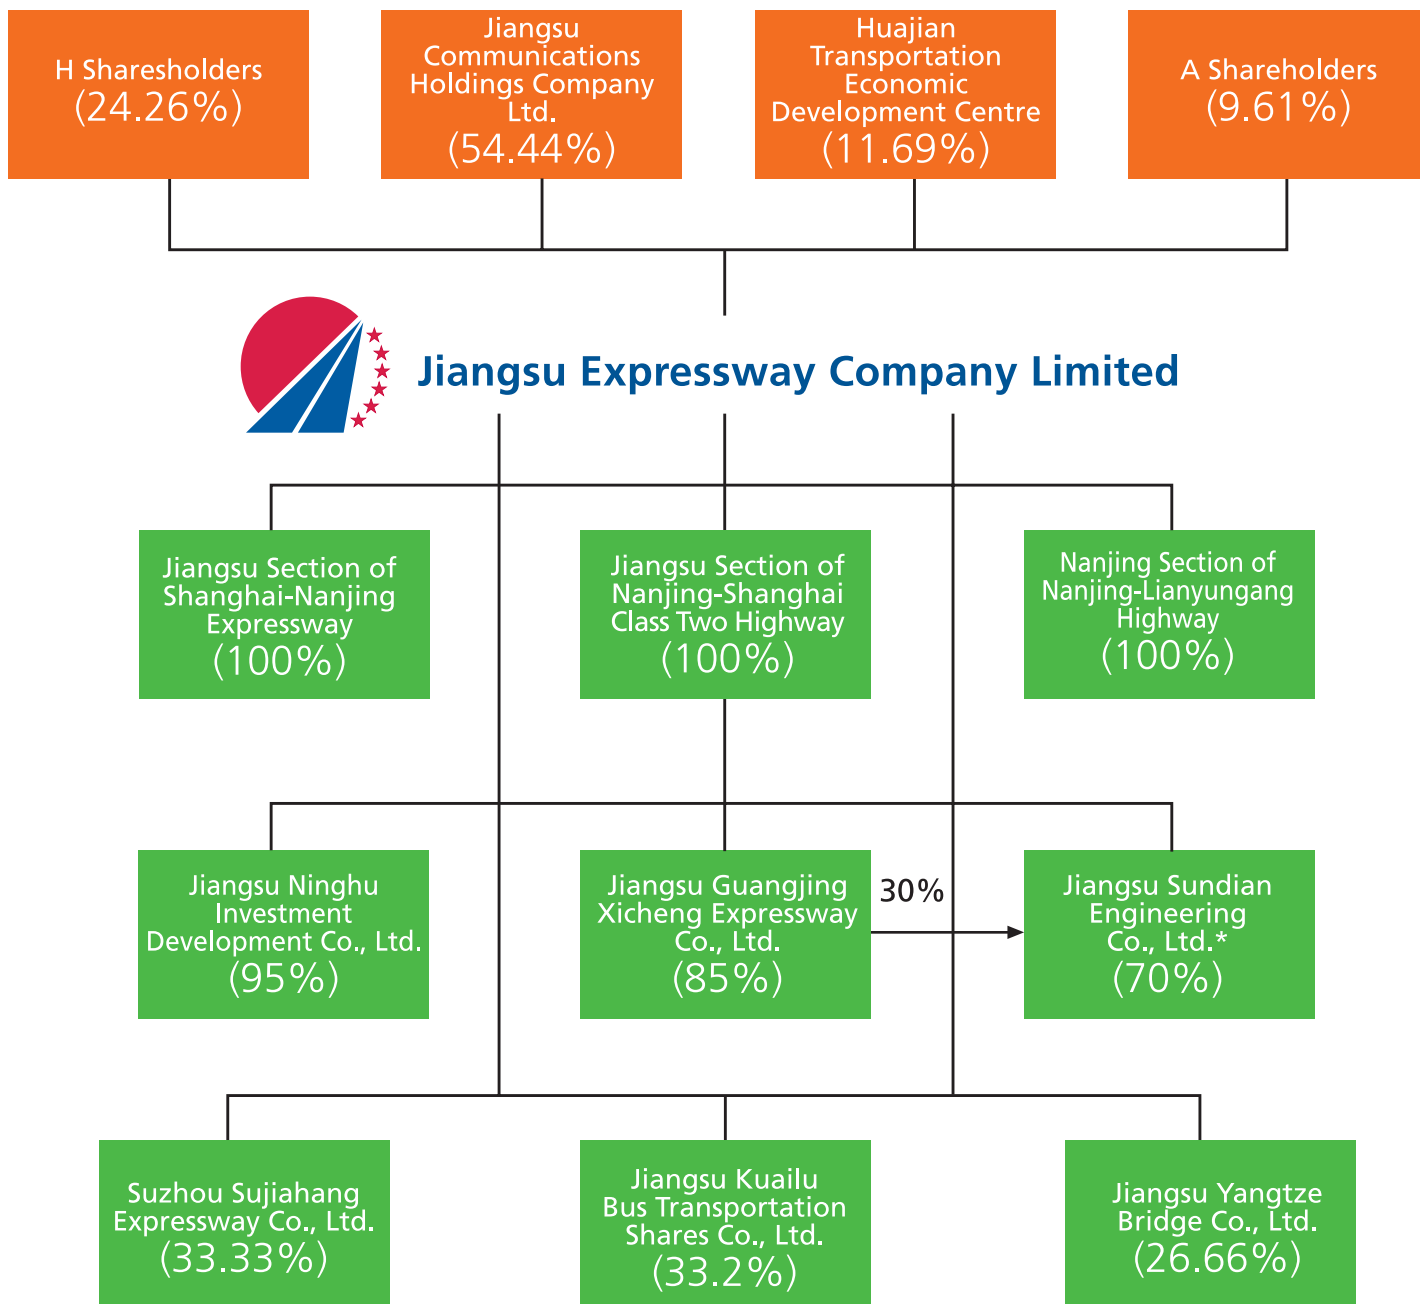 H Sharesholders
(24.26%)
Jiangsu
Communications
Holdings Company
Ltd.
(54.44%)
Huajian
Transportation
Economic
Development Centre
(11.69%)
A Shareholders
(9.61%)
Jiangsu Expressway Company Limited
Jiangsu Section of
Shanghai-Nanjing
Expressway
(100%)
Jiangsu Section of
Nanjing-Shanghai
Class Two Highway
(100%)
Nanjing Section of
Nanjing-Lianyungang
Highway
(100%)
Jiangsu Ninghu
Investment
Development Co., Ltd.
(95%)
Jiangsu Guangjing
Xicheng Expressway
Co., Ltd.
(85%)
30%
Jiangsu Sundian
Engineering
Co., Ltd.*
(70%)
Suzhou Sujiahang
Expressway Co., Ltd.
(33.33%)
Jiangsu Kuailu
Bus Transportation
Shares Co., Ltd.
(33.2%)
Jiangsu Yangtze
Bridge Co., Ltd.
(26.66%)